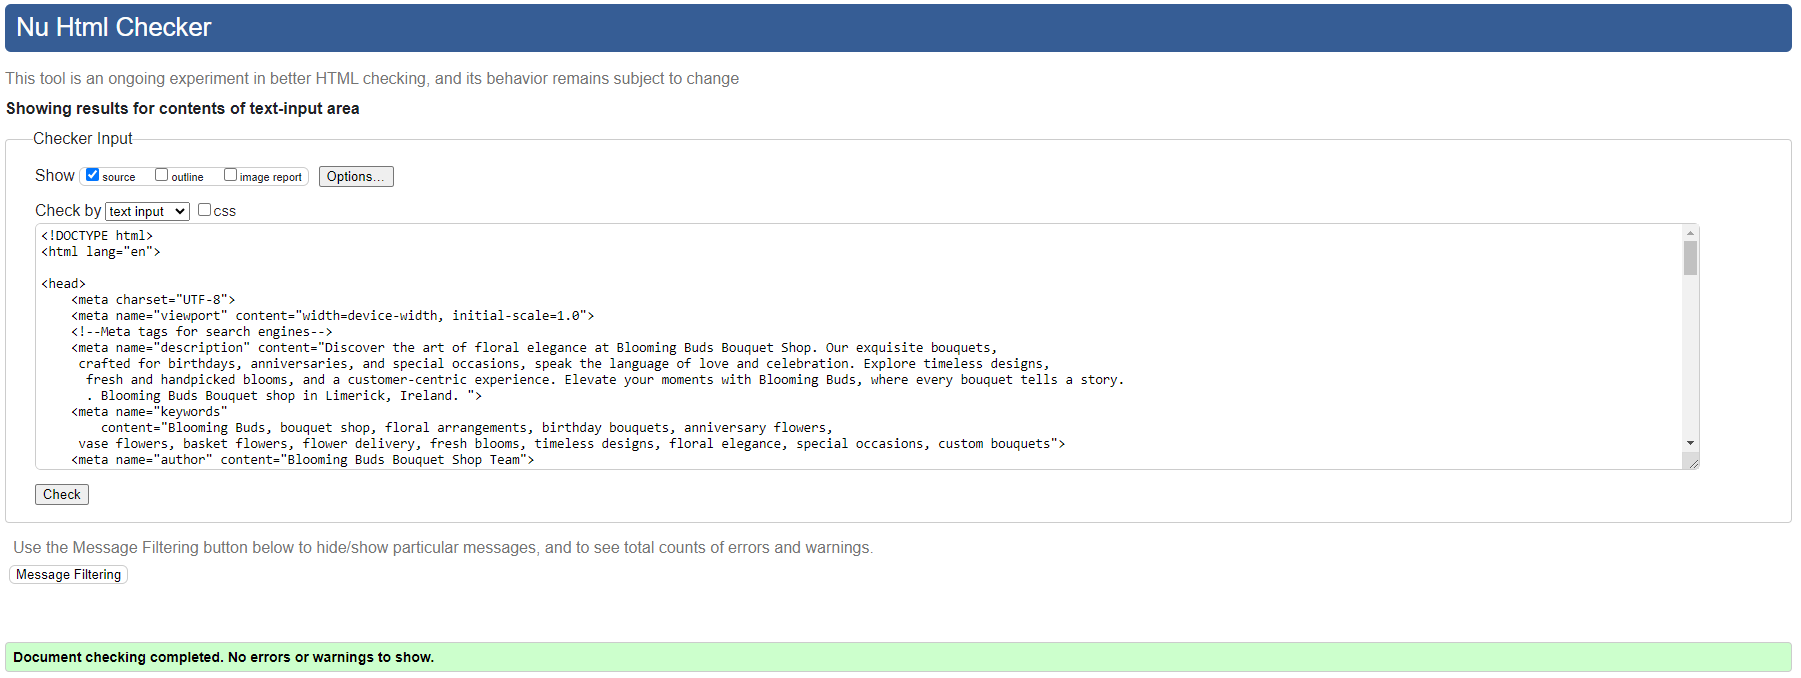 Nu Html Checker
This tool is an ongoing experiment in better HTML checking, and its behavior remains subject to change
Showing results for contents of text-input area
Checker Input
Show source outline image report Options...
Check by text input css
<!DOCTYPE html>
<html lang="en">
<head>
<meta charset="UTF-8">
<meta name="viewport" content="width=device-width, initial-scale=1.0">
<!--Meta tags for search engines-->
<meta name="description" content="Discover the art of floral elegance at Blooming Buds Bouquet Shop. Our exquisite bouquets,
crafted for birthdays, anniversaries, and special occasions, speak the language of love and celebration. Explore timeless designs,
fresh and handpicked blooms, and a customer-centric experience. Elevate your moments with Blooming Buds, where every bouquet tells a story.
. Blooming Buds Bouquet shop in Limerick, Ireland. ">
<meta name="keywords"
content="Blooming Buds, bouquet shop, floral arrangements, birthday bouquets, anniversary flowers,
vase flowers, basket flowers, flower delivery, fresh blooms, timeless designs, floral elegance, special occasions, custom bouquets">
<meta name="author" content="Blooming Buds Bouquet Shop Team">
Check
Use the Message Filtering button below to hide/show particular messages, and to see total counts of errors and warnings.
Message Filtering
Document checking completed. No errors or warnings to show.